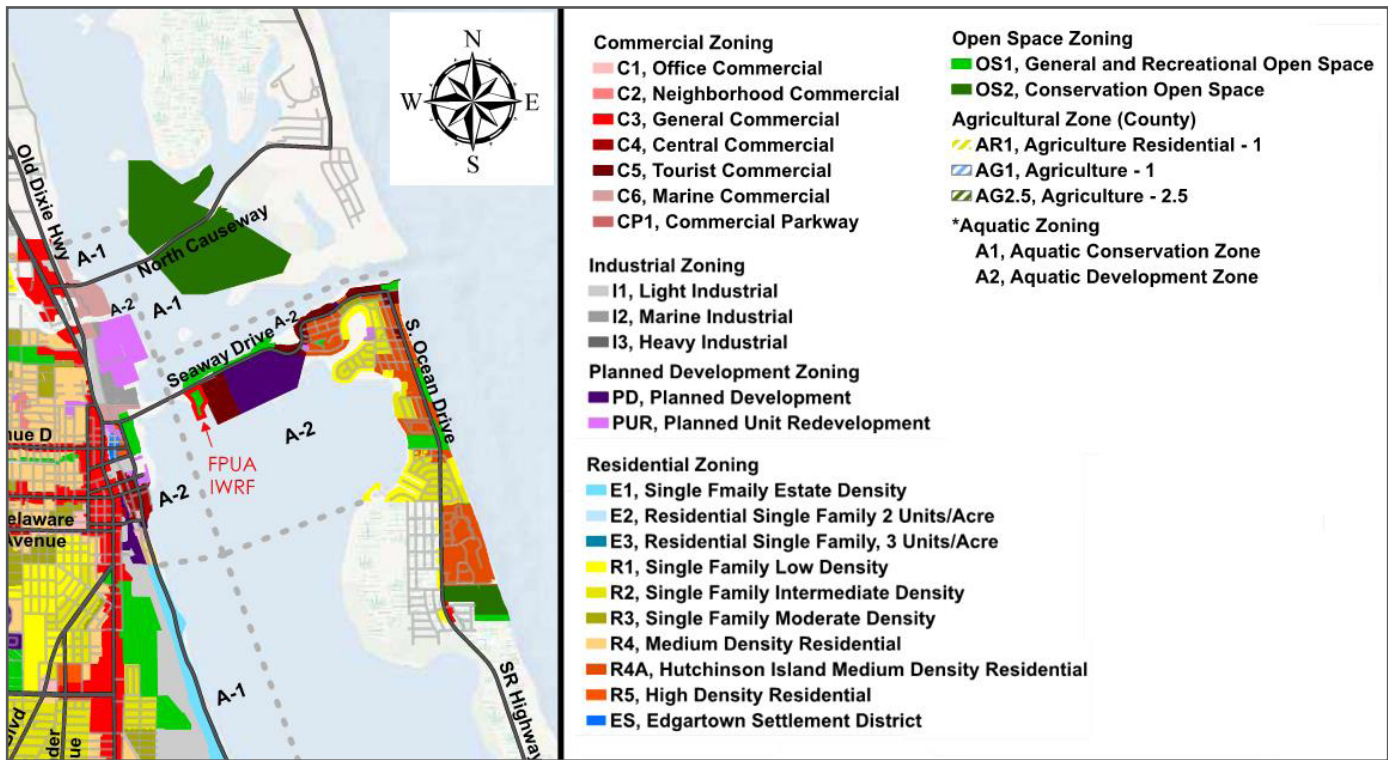 N
W
E
S
Old Dixie Hwy
A-1
North Causeway
A-2
A-1
A-2
Seaway Drive
S. Ocean Drive
nue D
A-2
FPUA
IWRF
A-2
elaware
Avenue
A-1
SR Highway
Blvd
der
ue
Commercial Zoning
C1, Office Commercial
C2, Neighborhood Commercial
C3, General Commercial
C4, Central Commercial
C5, Tourist Commercial
C6, Marine Commercial
CP1, Commercial Parkway
Industrial Zoning
I1, Light Industrial
I2, Marine Industrial
I3, Heavy Industrial
Planned Development Zoning
PD, Planned Development
PUR, Planned Unit Redevelopment
Residential Zoning
E1, Single Fmaily Estate Density
E2, Residential Single Family 2 Units/Acre
E3, Residential Single Family, 3 Units/Acre
R1, Single Family Low Density
R2, Single Family Intermediate Density
R3, Single Family Moderate Density
R4, Medium Density Residential
R4A, Hutchinson Island Medium Density Residential
R5, High Density Residential
ES, Edgartown Settlement District
Open Space Zoning
OS1, General and Recreational Open Space
OS2, Conservation Open Space
Agricultural Zone (County)
AR1, Agriculture Residential - 1
AG1, Agriculture - 1
AG2.5, Agriculture - 2.5
*Aquatic Zoning
A1, Aquatic Conservation Zone
A2, Aquatic Development Zone